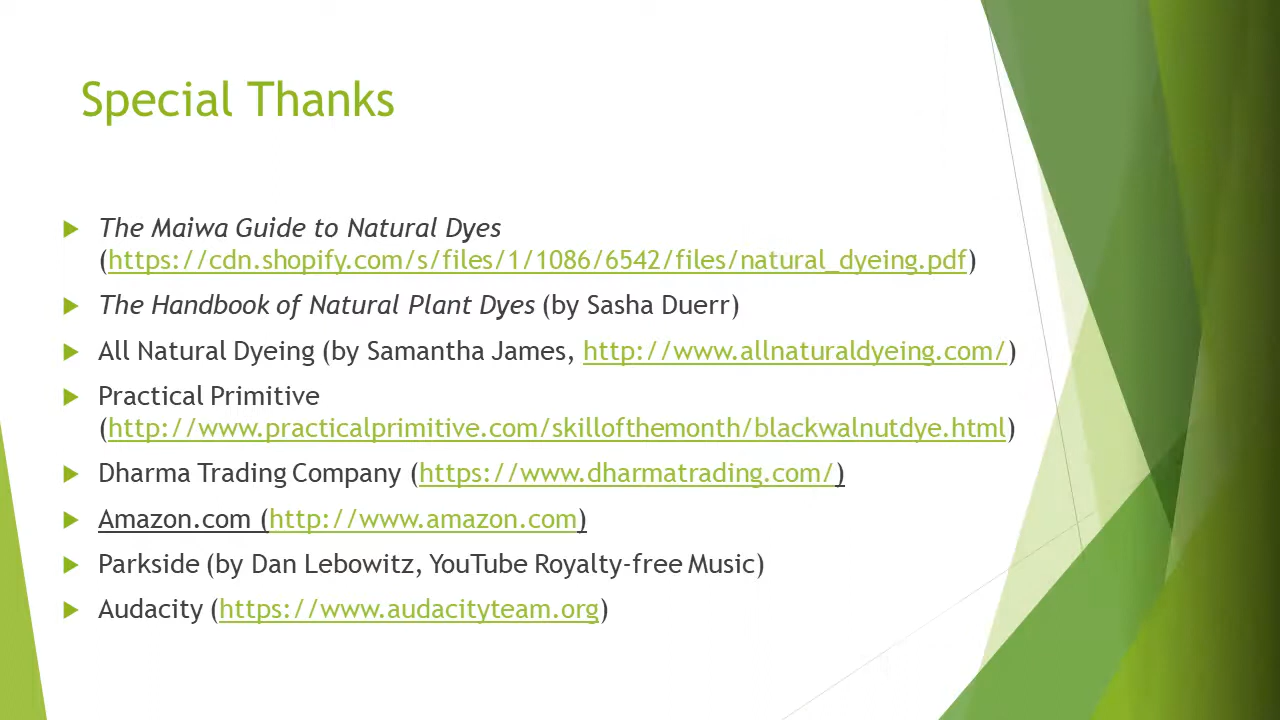 Special Thanks
The Maiwa Guide to Natural Dyes
(https://cdn.shopify.com/s/files/1/1086/6542/files/natural_dyeing.pdf)
The Handbook of Natural Plant Dyes (by Sasha Duerr)
All Natural Dyeing (by Samantha James, http://www.allnaturaldyeing.com/)
Practical Primitive
(http://www.practicalprimitive.com/skillofthemonth/blackwalnutdye.html)
Dharma Trading Company (https://www.dharmatrading.com/)
Amazon.com (http://www.amazon.com)
Parkside (by Dan Lebowitz, YouTube Royalty-free Music)
Audacity (https://www.audacityteam.org)